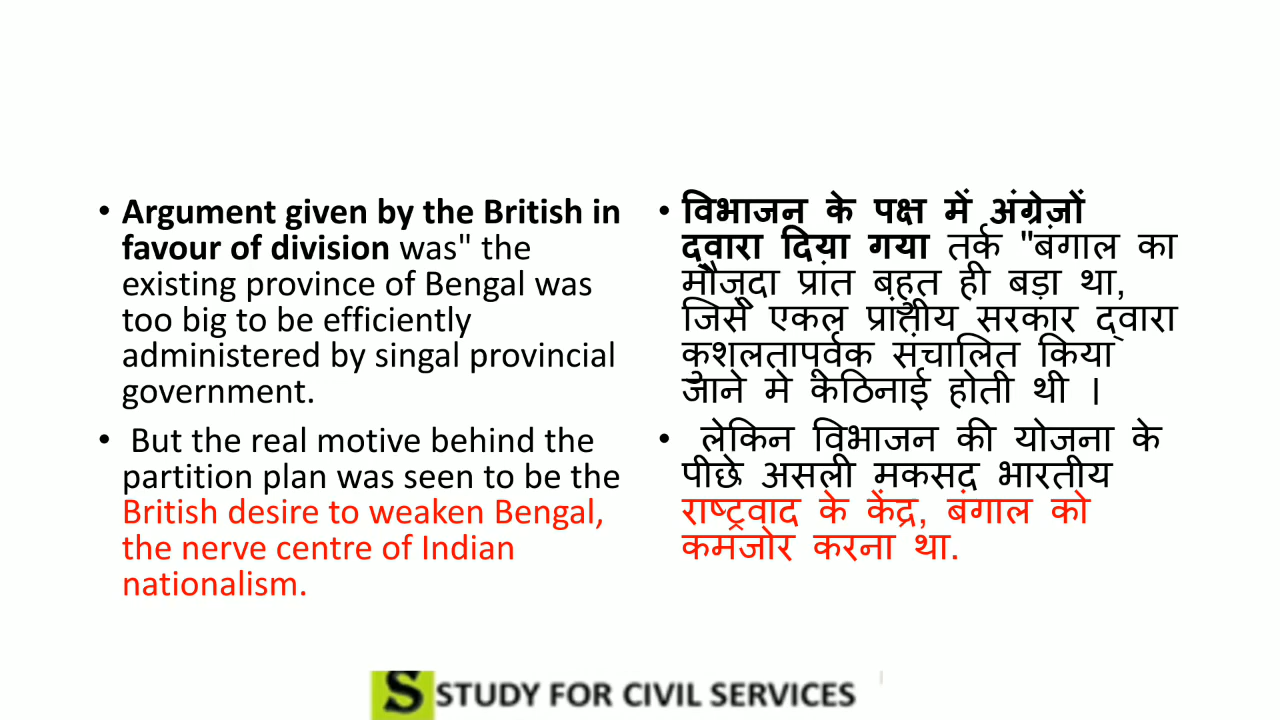 • Argument given by the British in
favour of division was" the
existing province of Bengal was
too big to be efficiently
administered by singal provincial
government.
• But the real motive behind the
partition plan was seen to be the
British desire to weaken Bengal,
the nerve centre of Indian
nationalism.
• विभाजन के पक्ष में अंग्रेजों
द्वारा दिया गया तर्क "बंगाल का
मौजूदा प्रांत बहुत ही बड़ा था,
जिसे एकल प्रांतीय सरकार द्वारा
कुशलतापूर्वक संचालित किया
जाने मे कठिनाई होती थी ।
• लेकिन विभाजन की योजना के
पीछे असली मकसद भारतीय
राष्ट्रवाद के केंद्र, बंगाल को
कमजोर करना था.
S STUDY FOR CIVIL SERVICES